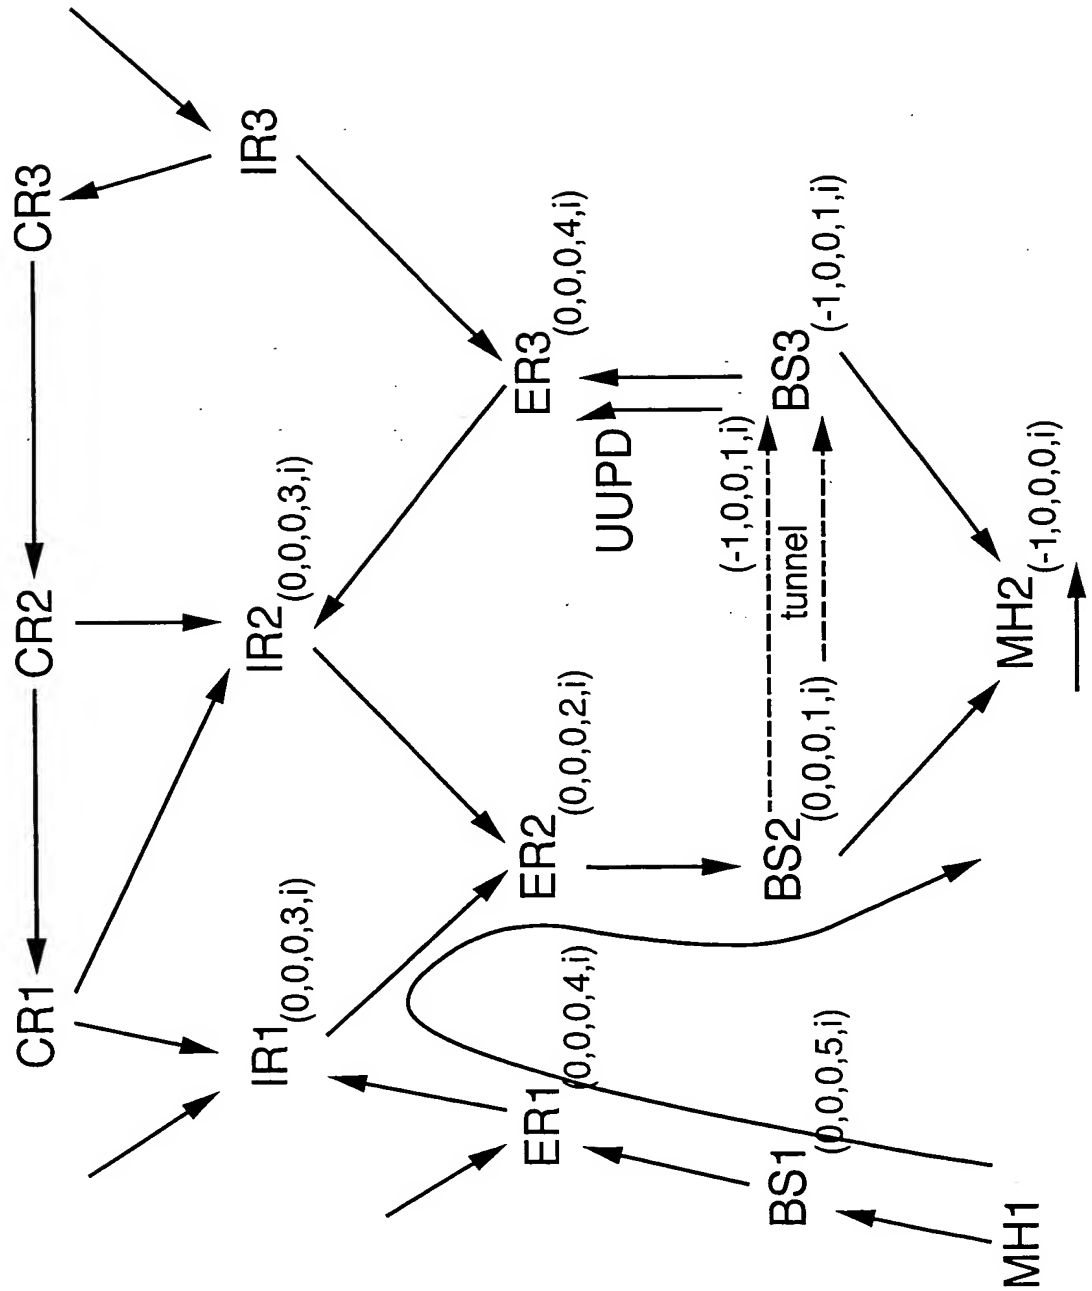 CR1
CR2
CR3
IR1(0,0,0,3,i)
IR2(0,0,0,3,i)
IR3
ER1(0,0,0,4,i)
ER2(0,0,0,2,i)
ER3(0,0,0,4,i)
UUPD
(-1,0,0,1,i)
tunnel
BS1(0,0,0,5,i)
BS2(0,0,0,1,i)
BS3(-1,0,0,1,i)
MH1
MH2(-1,0,0,0,i)